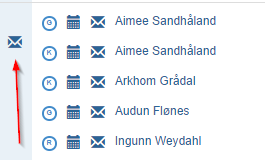 G Aimee Sandhåland
K Aimee Sandhåland
K Arkhom Grådal
G Audun Flønes
R Ingunn Weydahl